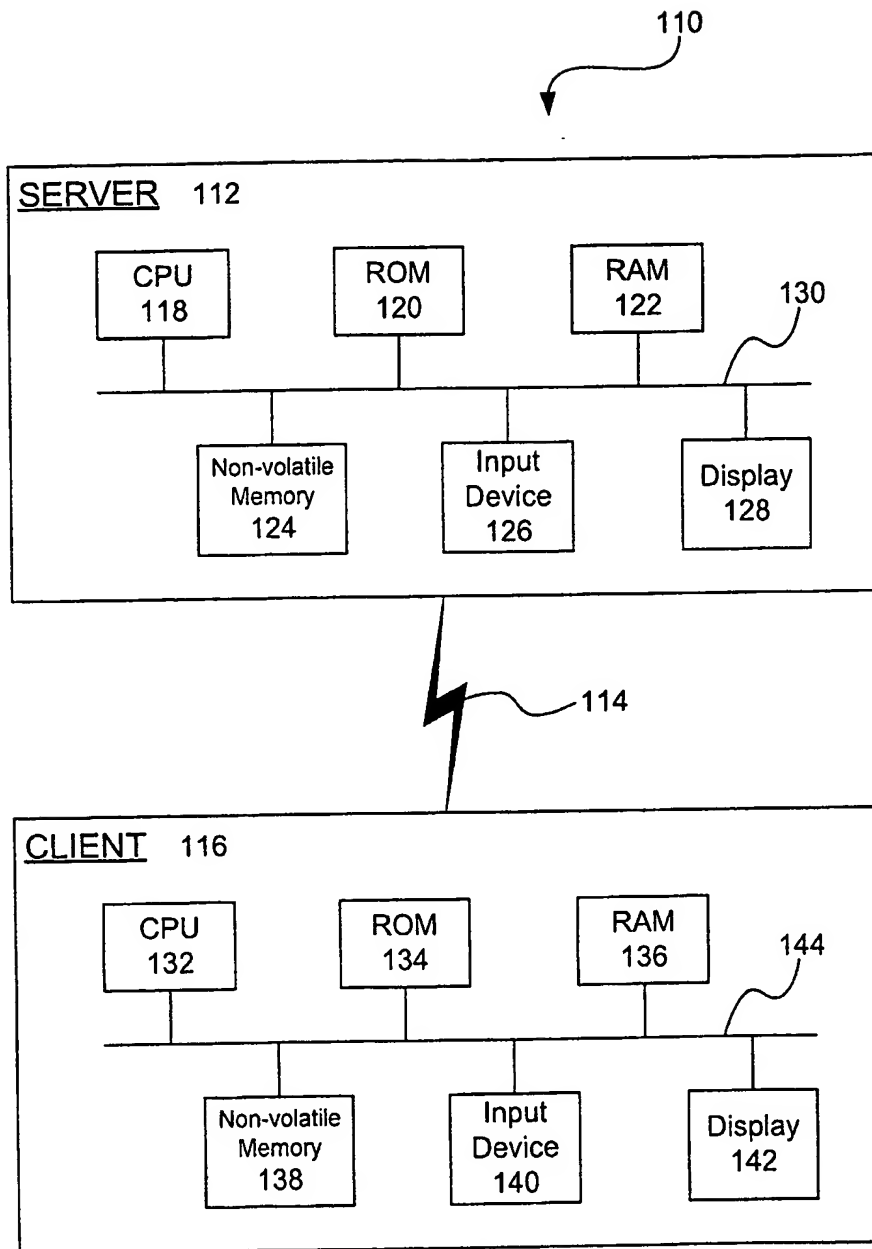 110
SERVER 112
CPU
118
ROM
120
RAM
122
130
Non-volatile
Memory
124
Input
Device
126
Display
128
114
CLIENT 116
CPU
132
ROM
134
RAM
136
144
Non-volatile
Memory
138
Input
Device
140
Display
142